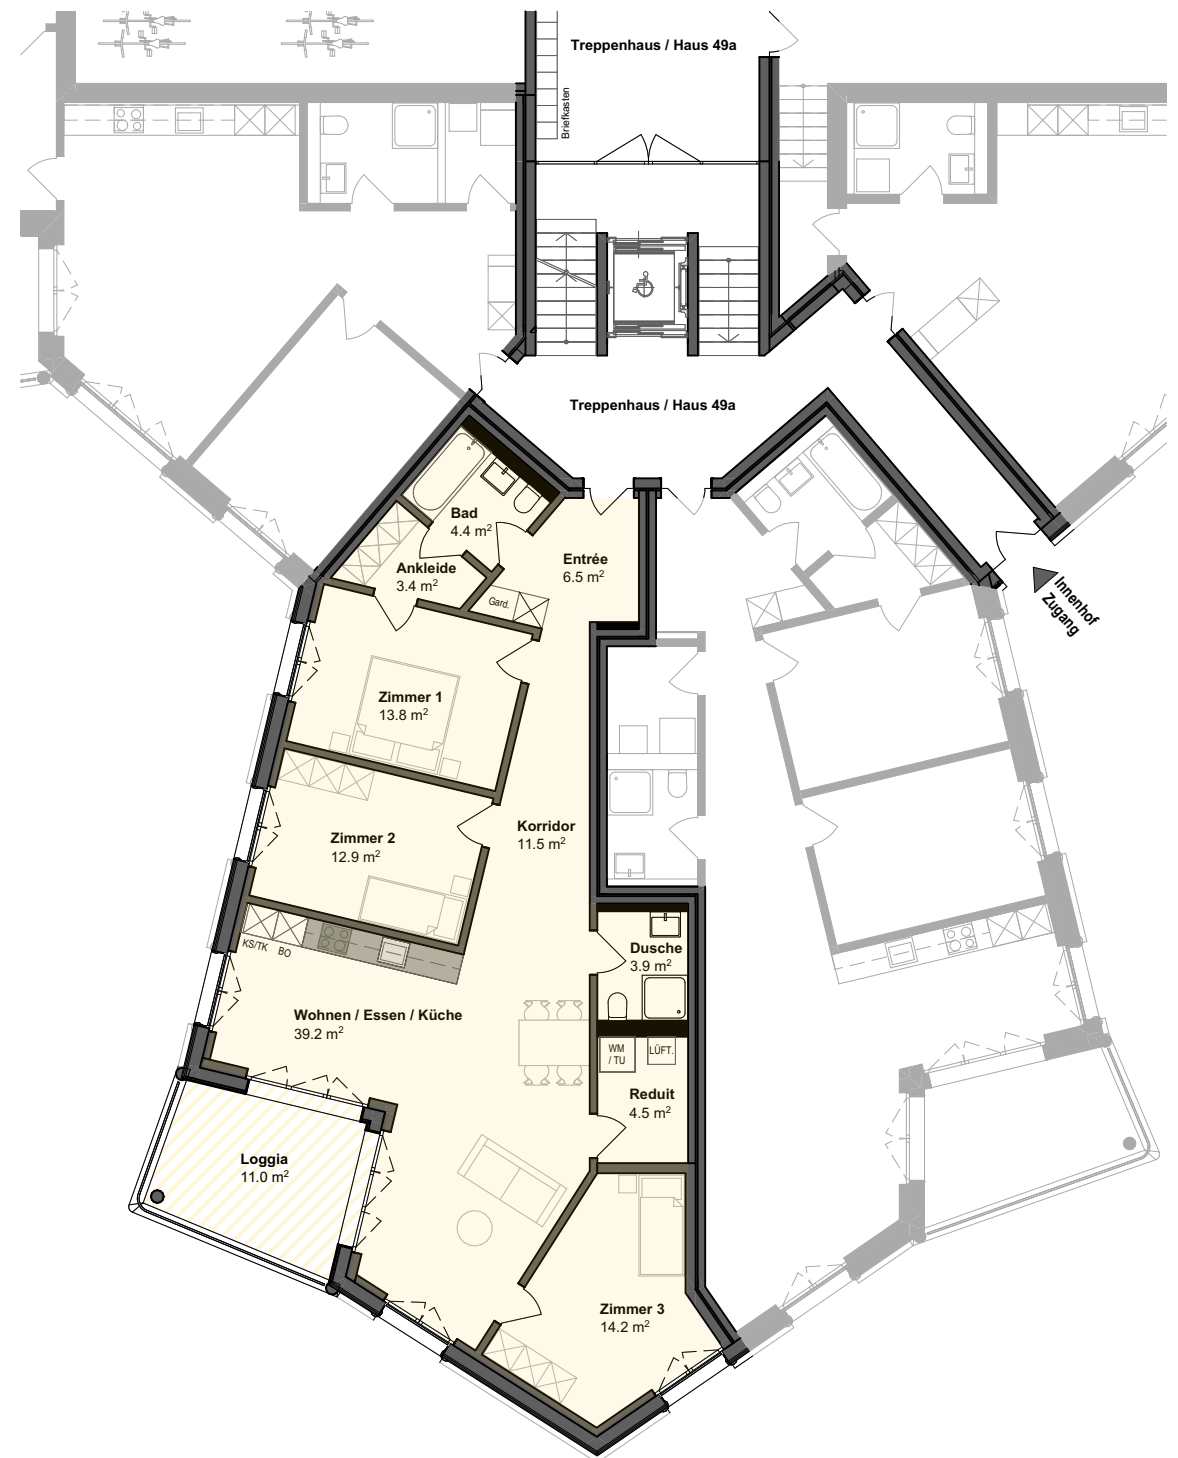 Treppenhaus / Haus 49a
Briefkasten
Treppenhaus / Haus 49a
Bad
4.4 m²
Entrée
6.5 m²
Ankleide
3.4 m²
Gard.
Innenhof
Zugang
Zimmer 1
13.8 m²
Korridor
11.5 m²
Zimmer 2
12.9 m²
KS/TK
BO
Dusche
3.9 m²
Wohnen / Essen / Küche
39.2 m²
WM
/ TU
LÜFT.
Reduit
4.5 m²
Loggia
11.0 m²
Zimmer 3
14.2 m²